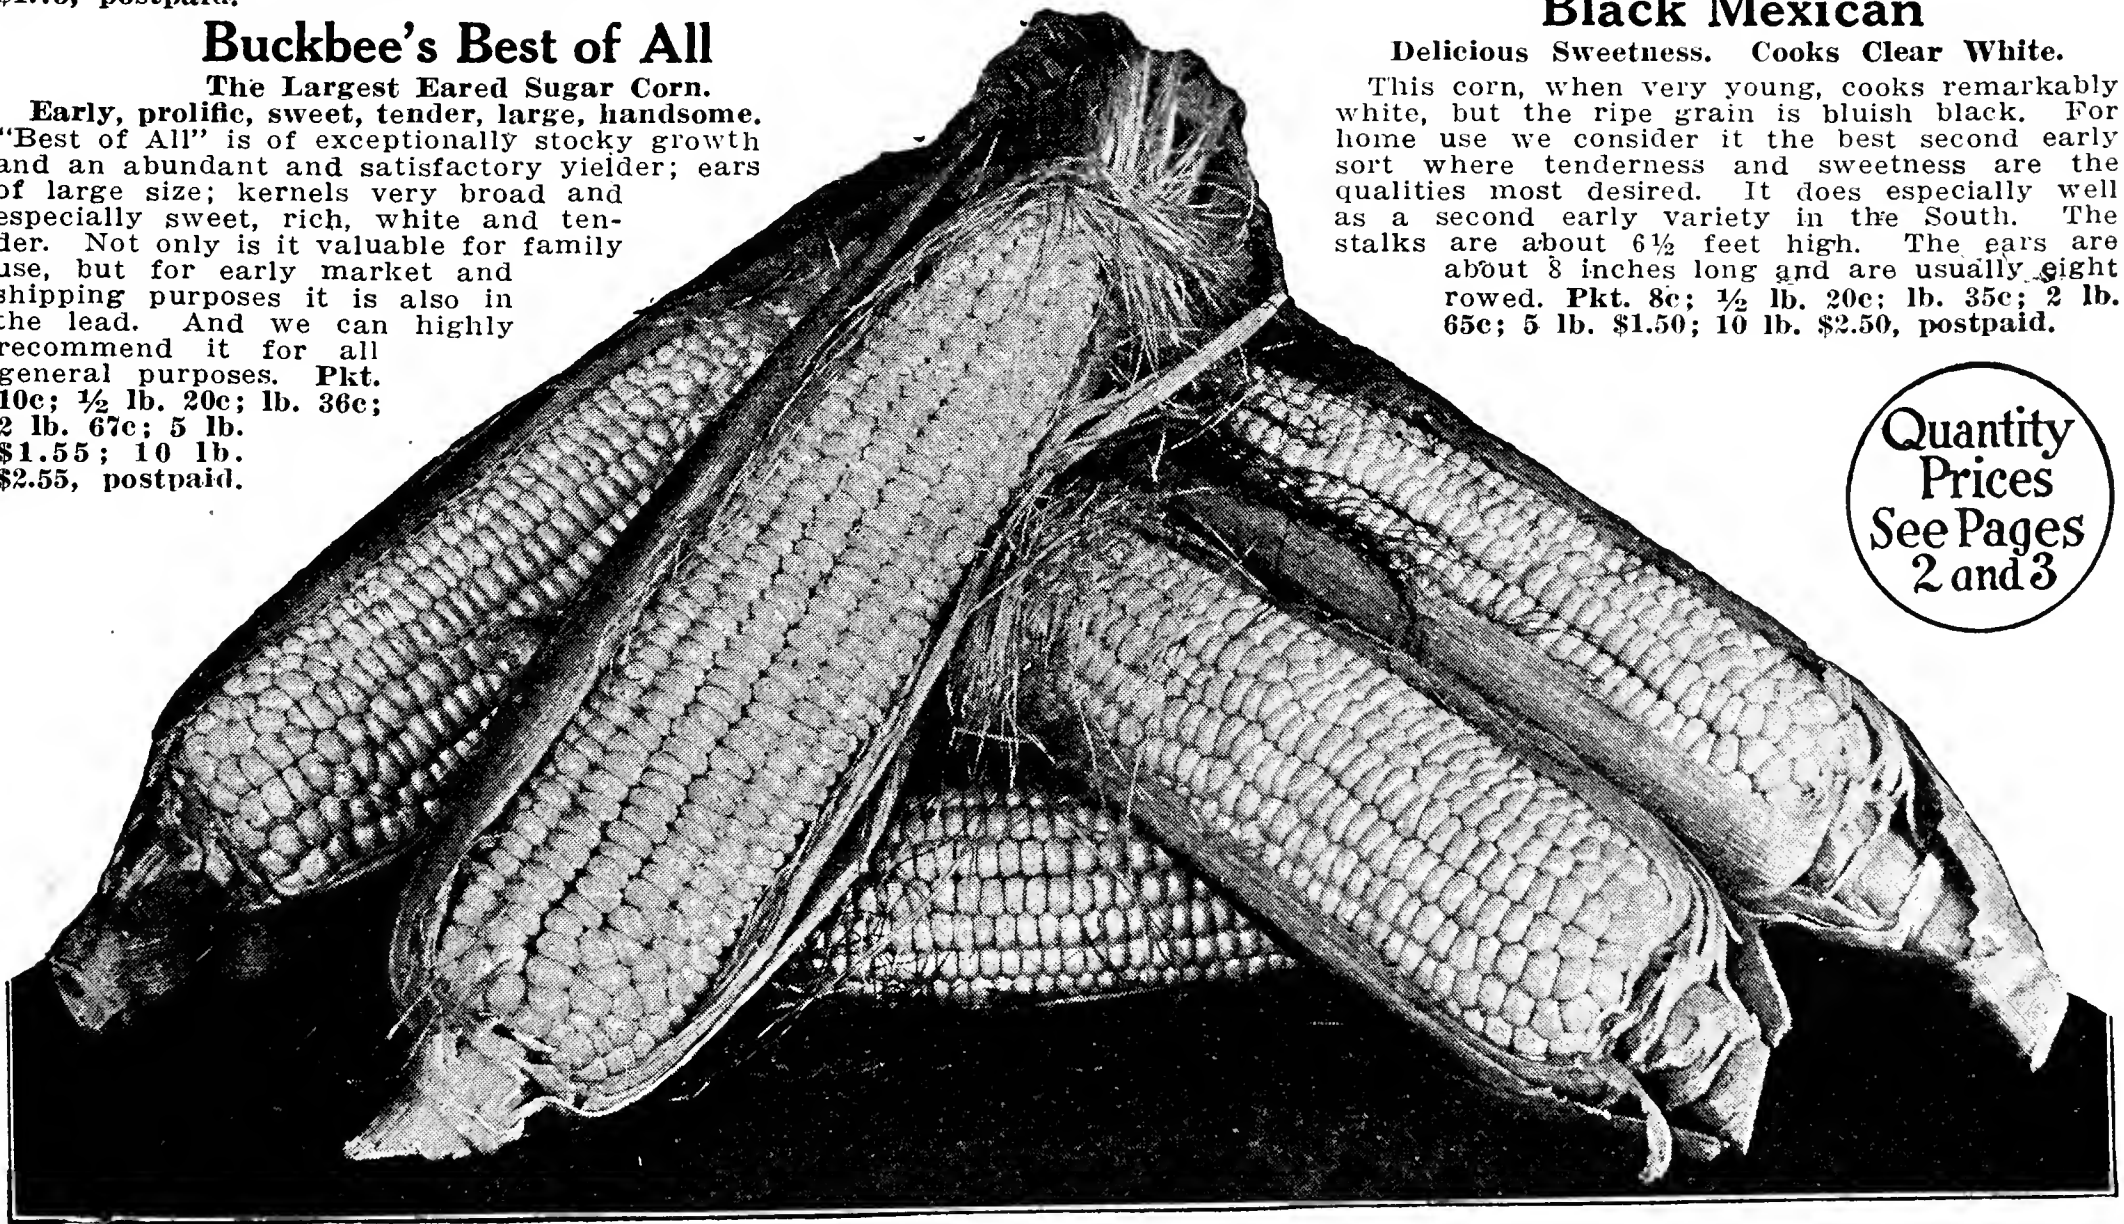 $1.75, postpaid.
Buckbee's Best of All
The Largest Eared Sugar Corn.
Early, prolific, sweet, tender, large, handsome.
"Best of All" is of exceptionally stocky growth
and an abundant and satisfactory yielder; ears
of large size; kernels very broad and
especially sweet, rich, white and ten-
der. Not only is it valuable for family
use, but for early market and
shipping purposes it is also in
the lead. And we can highly
recommend it for all
general purposes. Pkt.
10c; ½ lb. 20c; lb. 36c;
2 lb. 67c; 5 lb.
$1.55; 10 lb.
$2.55, postpaid.
Black Mexican
Delicious Sweetness. Cooks Clear White.
This corn, when very young, cooks remarkably
white, but the ripe grain is bluish black. For
home use we consider it the best second early
sort where tenderness and sweetness are the
qualities most desired. It does especially well
as a second early variety in the South. The
stalks are about 6½ feet high. The ears are
about 8 inches long and are usually eight
rowed. Pkt. 8c; ½ lb. 20c; lb. 35c; 2 lb.
65c; 5 lb. $1.50; 10 lb. $2.50, postpaid.
Quantity
Prices
See Pages
2 and 3